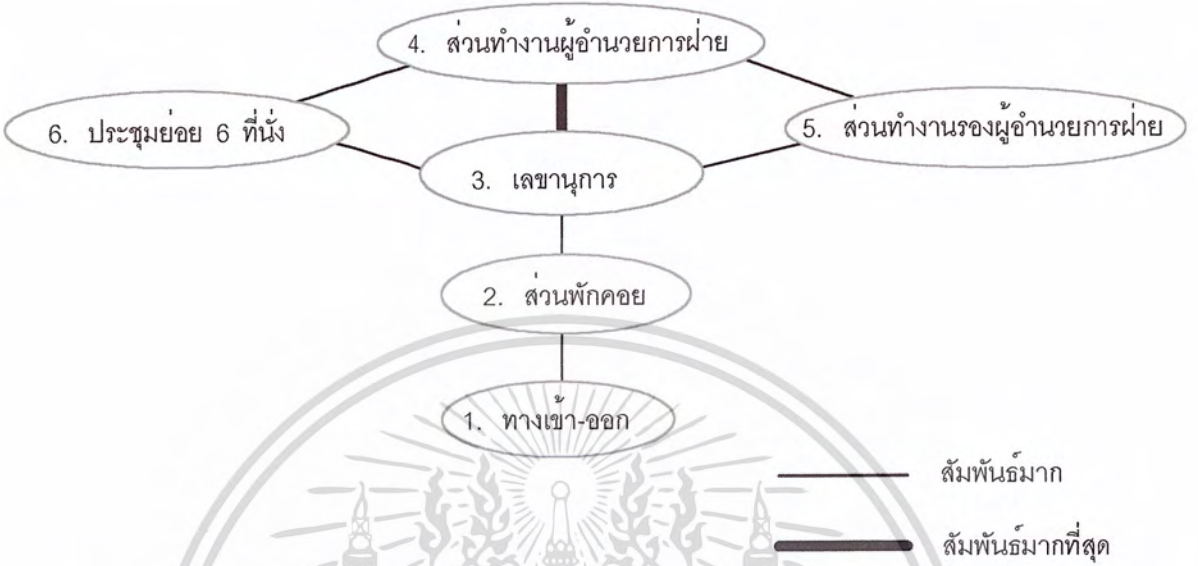 4. ส่วนทำงานผู้อำนวยการฝ่าย
6. ประชุมย่อย 6 ที่นั่ง
5. ส่วนทำงานรองผู้อำนวยการฝ่าย
3. เลขานุการ
2. ส่วนพักคอย
1. ทางเข้า-ออก
สัมพันธ์มาก
สัมพันธ์มากที่สุด